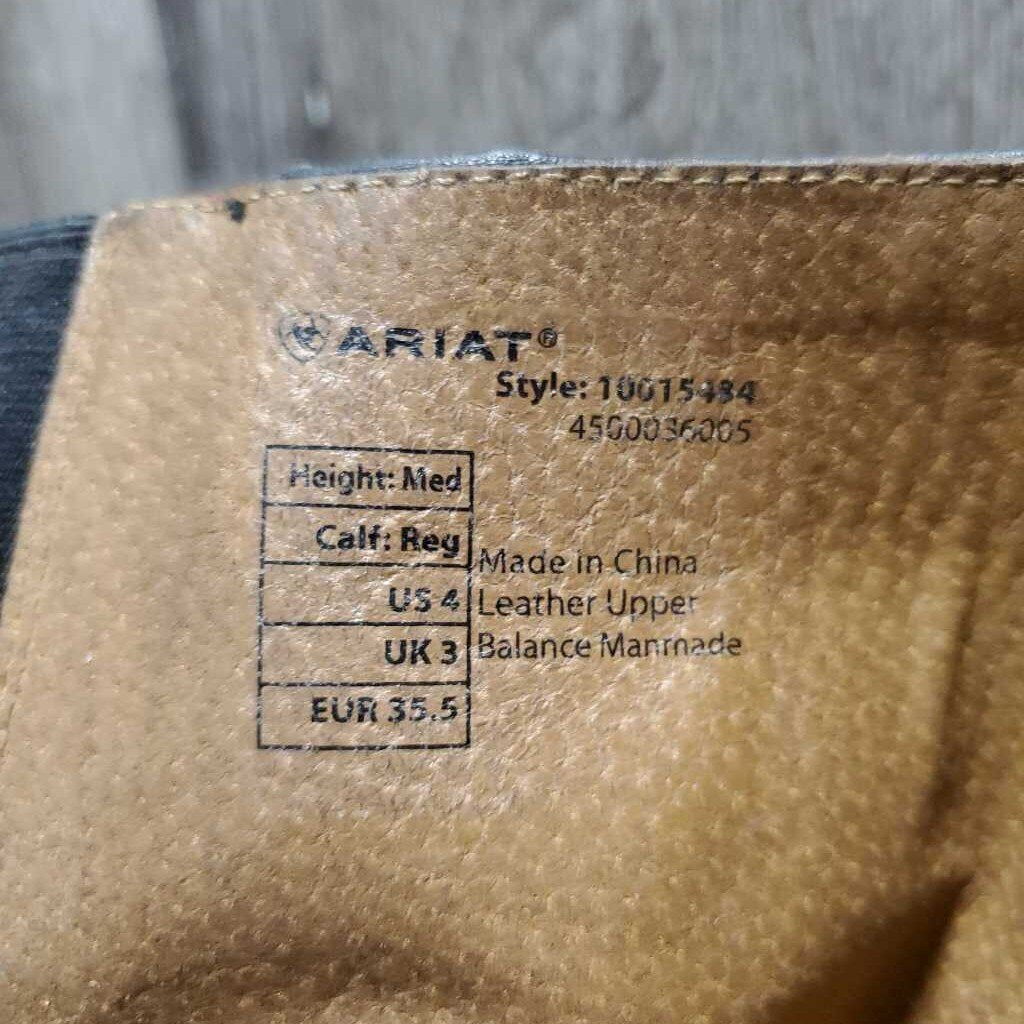 ARIAT®
Style: 10015484
4500036005
Height: Med
Calf: Reg
US 4
UK 3
EUR 35.5
Made in China
Leather Upper
Balance Manmade